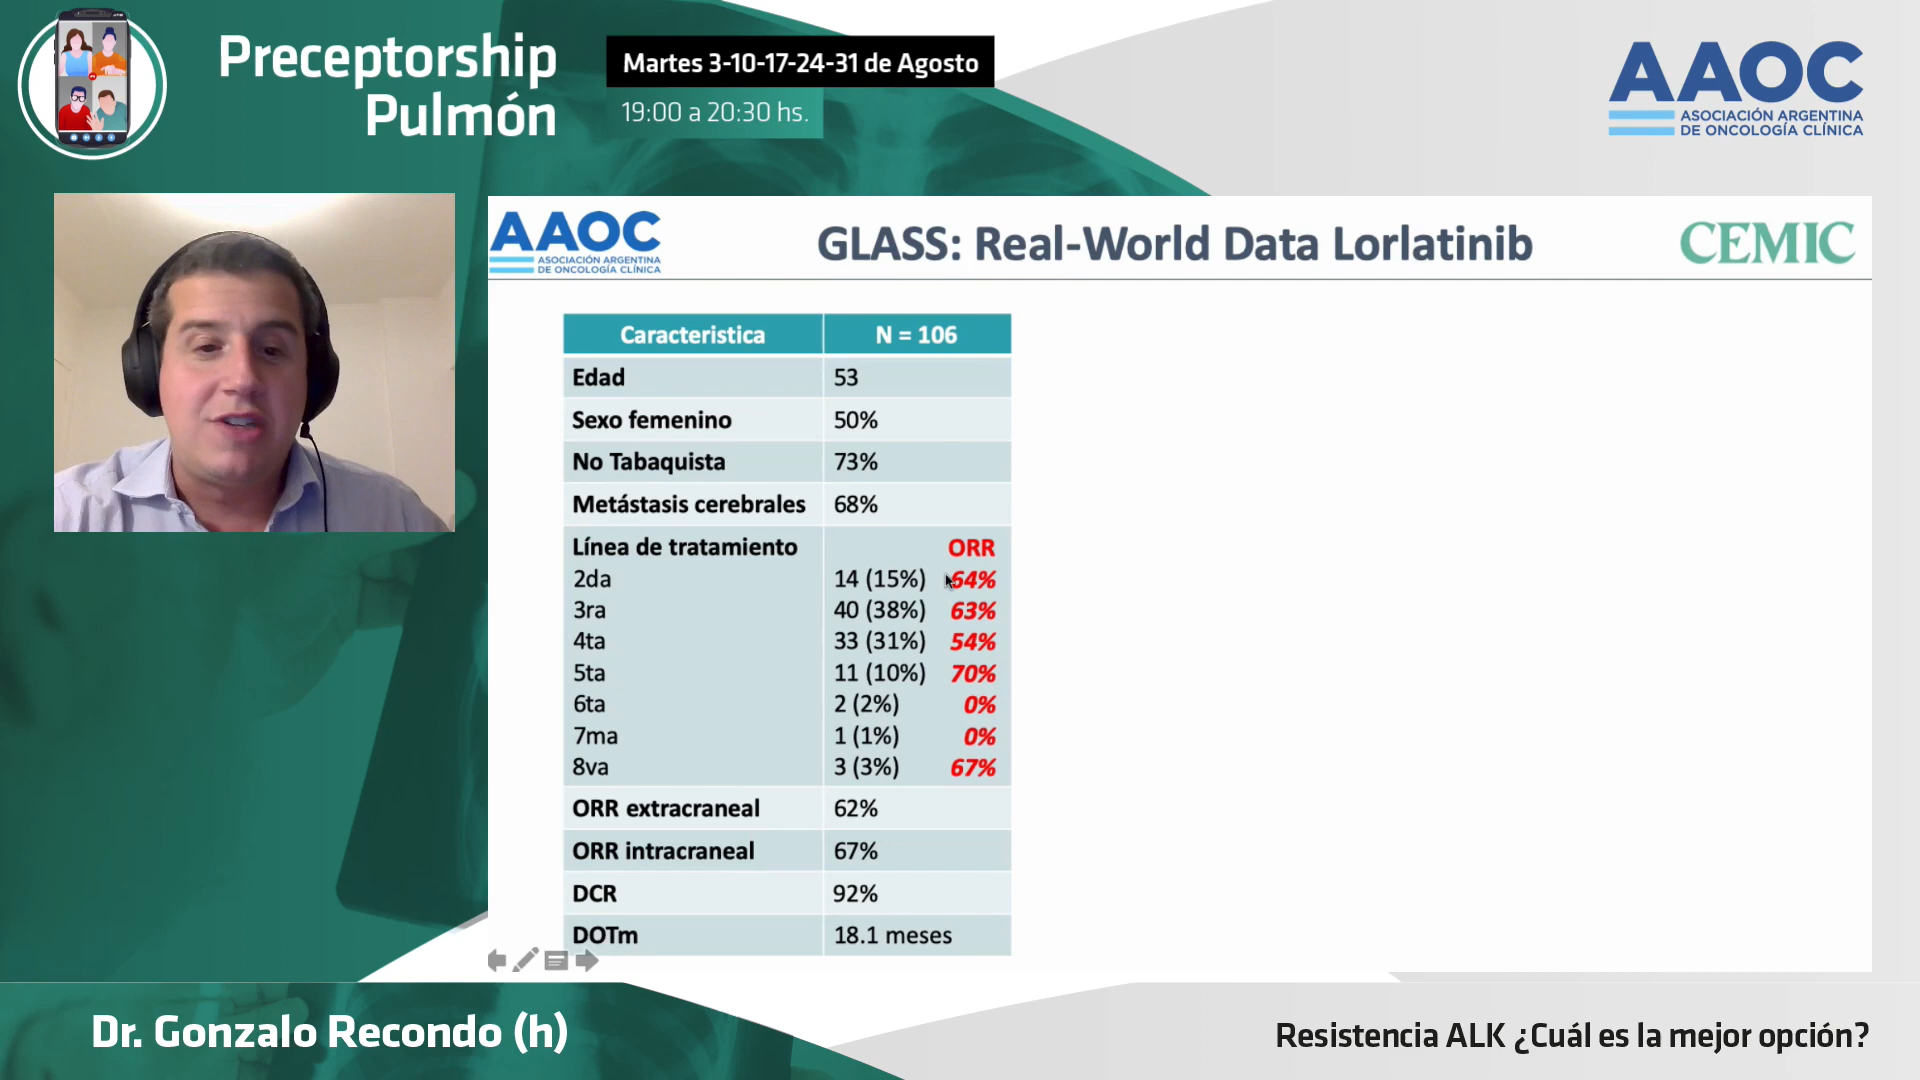 Preceptorship
Pulmón
Martes 3-10-17-24-31 de Agosto
19:00 a 20:30 hs.
AAOC
ASOCIACIÓN ARGENTINA
DE ONCOLOGÍA CLÍNICA
AAOC
ASOCIACIÓN ARGENTINA
DE ONCOLOGÍA CLÍNICA
GLASS: Real-World Data Lorlatinib
CEMIC
Caracteristica N = 106
Edad 53
Sexo femenino 50%
No Tabaquista 73%
Metástasis cerebrales 68%
Línea de tratamiento ORR
2da 14 (15%) 64%
3ra 40 (38%) 63%
4ta 33 (31%) 54%
5ta 11 (10%) 70%
6ta 2 (2%) 0%
7ma 1 (1%) 0%
8va 3 (3%) 67%
ORR extracraneal 62%
ORR intracraneal 67%
DCR 92%
DOTm 18.1 meses
Dr. Gonzalo Recondo (h)
Resistencia ALK ¿Cuál es la mejor opción?